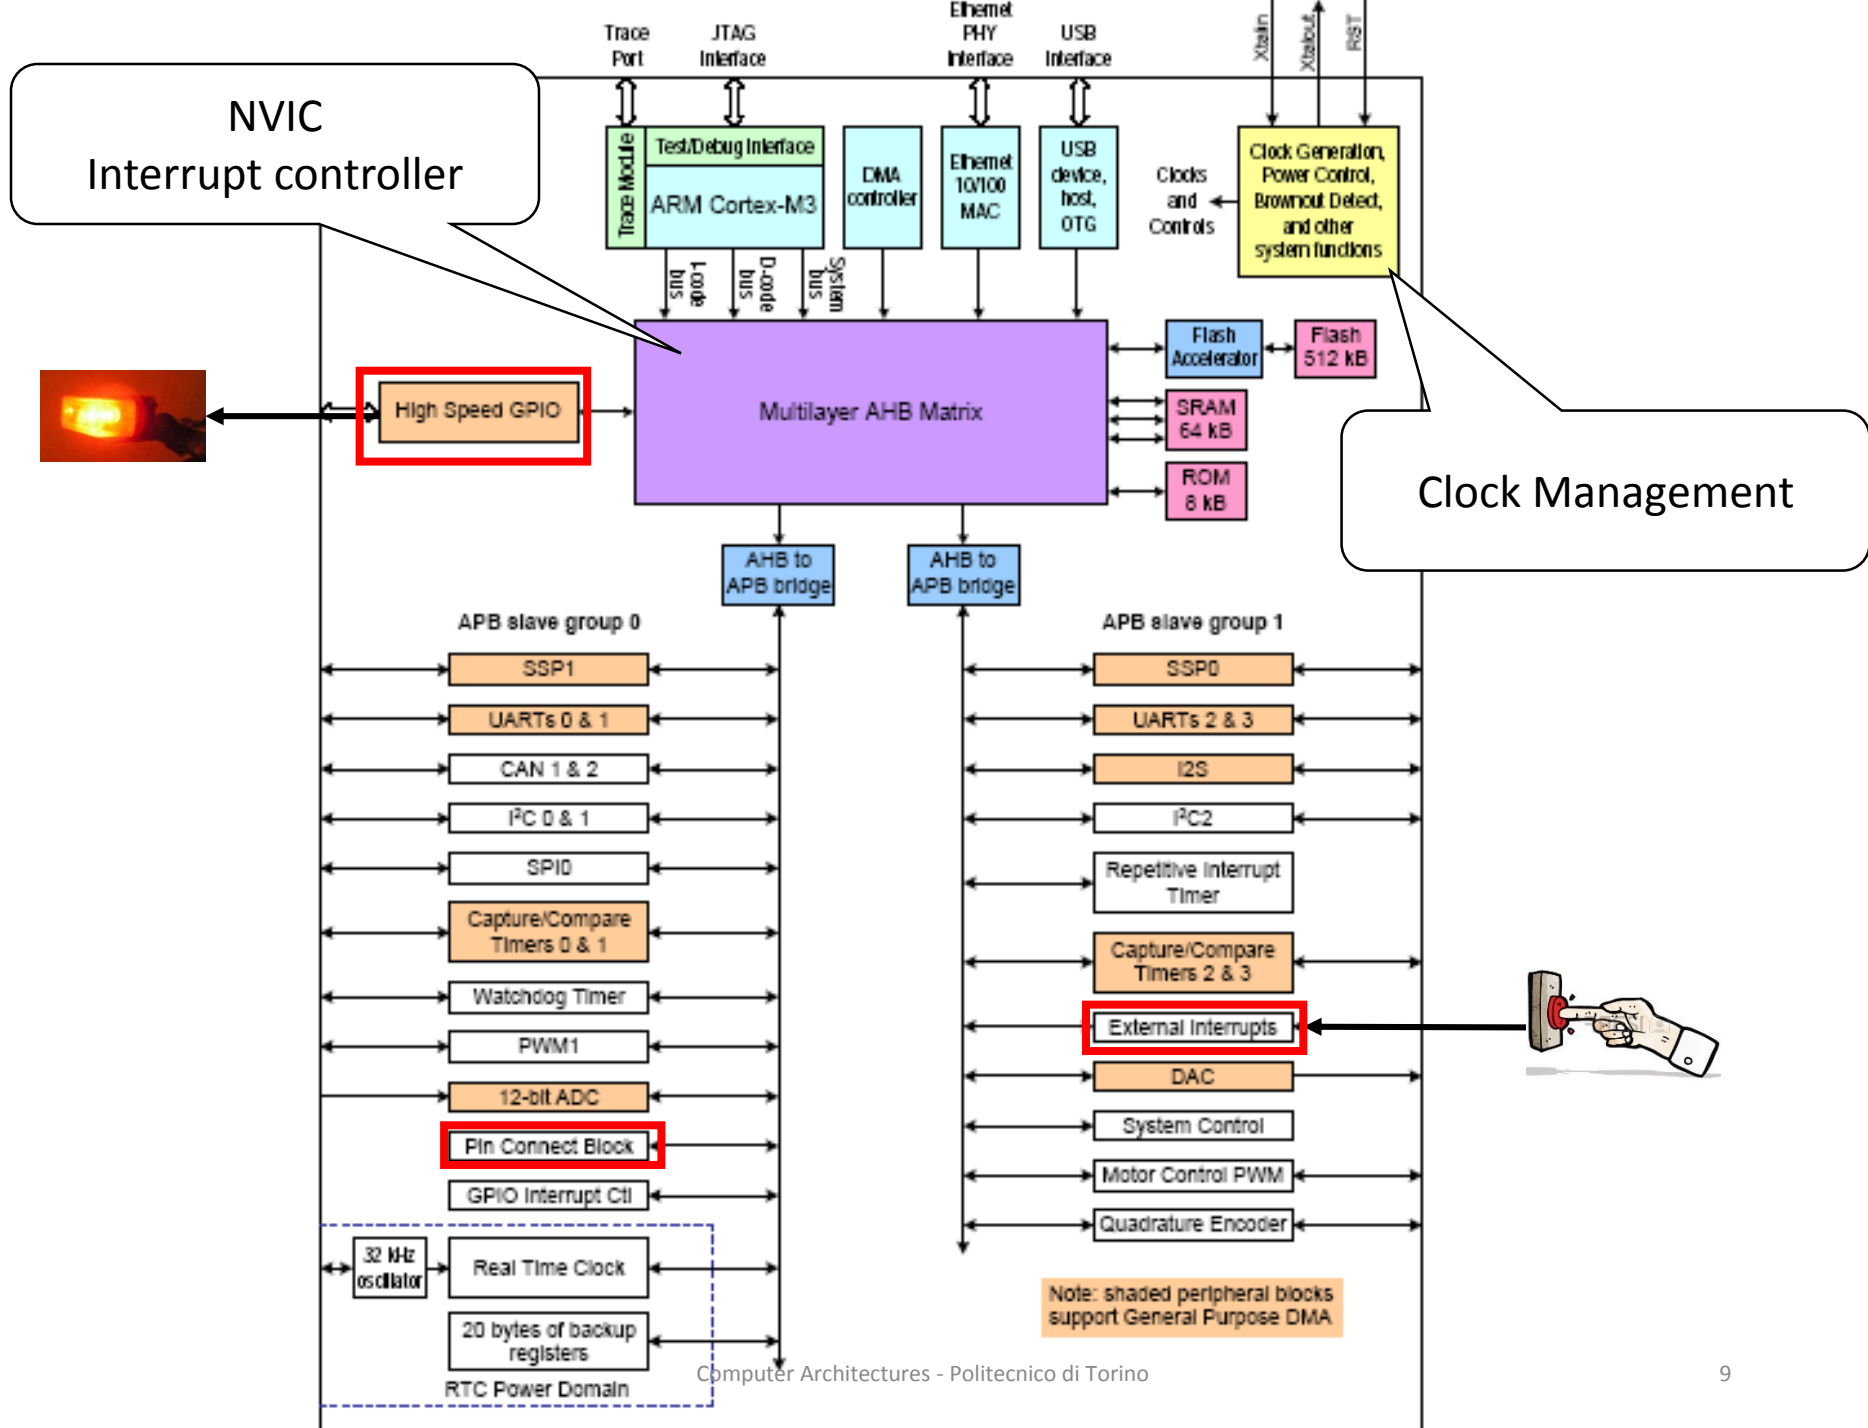 Ethernet
PHY
Interface
Trace
Port
JTAG
Interface
USB
Interface
Xtalin
Xtalout
RST
NVIC
Interrupt controller
Trace Module
Test/Debug Interface
ARM Cortex-M3
DMA
controller
Ethernet
10/100
MAC
USB
device,
host,
OTG
Clocks
and
Controls
Clock Generation,
Power Control,
Brownout Detect,
and other
system functions
I-code
bus
D-code
bus
System
bus
Flash
Accelerator
Flash
512 kB
High Speed GPIO
Multilayer AHB Matrix
SRAM
64 kB
ROM
8 kB
Clock Management
AHB to
APB bridge
AHB to
APB bridge
APB slave group 0
APB slave group 1
SSP1
SSP0
UARTs 0 & 1
UARTs 2 & 3
CAN 1 & 2
I2S
I²C 0 & 1
I²C2
SPI0
Repetitive Interrupt
Timer
Capture/Compare
Timers 0 & 1
Capture/Compare
Timers 2 & 3
Watchdog Timer
External Interrupts
PWM1
DAC
12-bit ADC
System Control
Pin Connect Block
Motor Control PWM
GPIO Interrupt Ctl
Quadrature Encoder
32 kHz
oscillator
Real Time Clock
20 bytes of backup
registers
RTC Power Domain
Note: shaded peripheral blocks
support General Purpose DMA
Computer Architectures - Politecnico di Torino
9